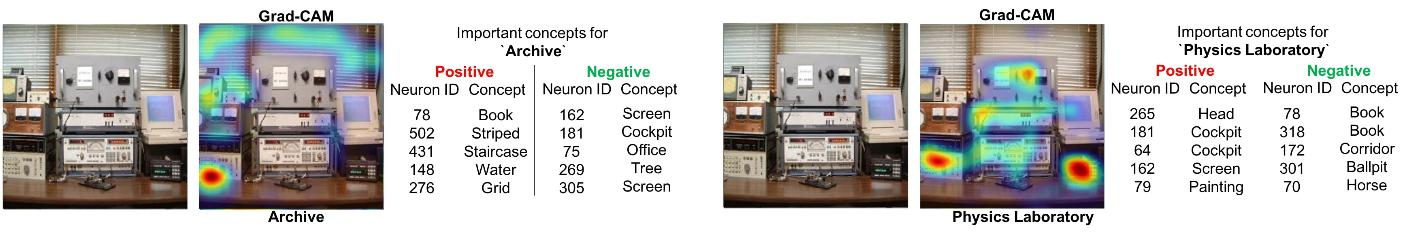 Grad-CAM
Important concepts for
`Archive`
Positive Negative
Neuron ID Concept Neuron ID Concept
78 Book 162 Screen
502 Striped 181 Cockpit
431 Staircase 75 Office
148 Water 269 Tree
276 Grid 305 Screen
Archive
Grad-CAM
Important concepts for
`Physics Laboratory`
Positive Negative
Neuron ID Concept Neuron ID Concept
265 Head 78 Book
181 Cockpit 318 Book
64 Cockpit 172 Corridor
162 Screen 301 Ballpit
79 Painting 70 Horse
Physics Laboratory